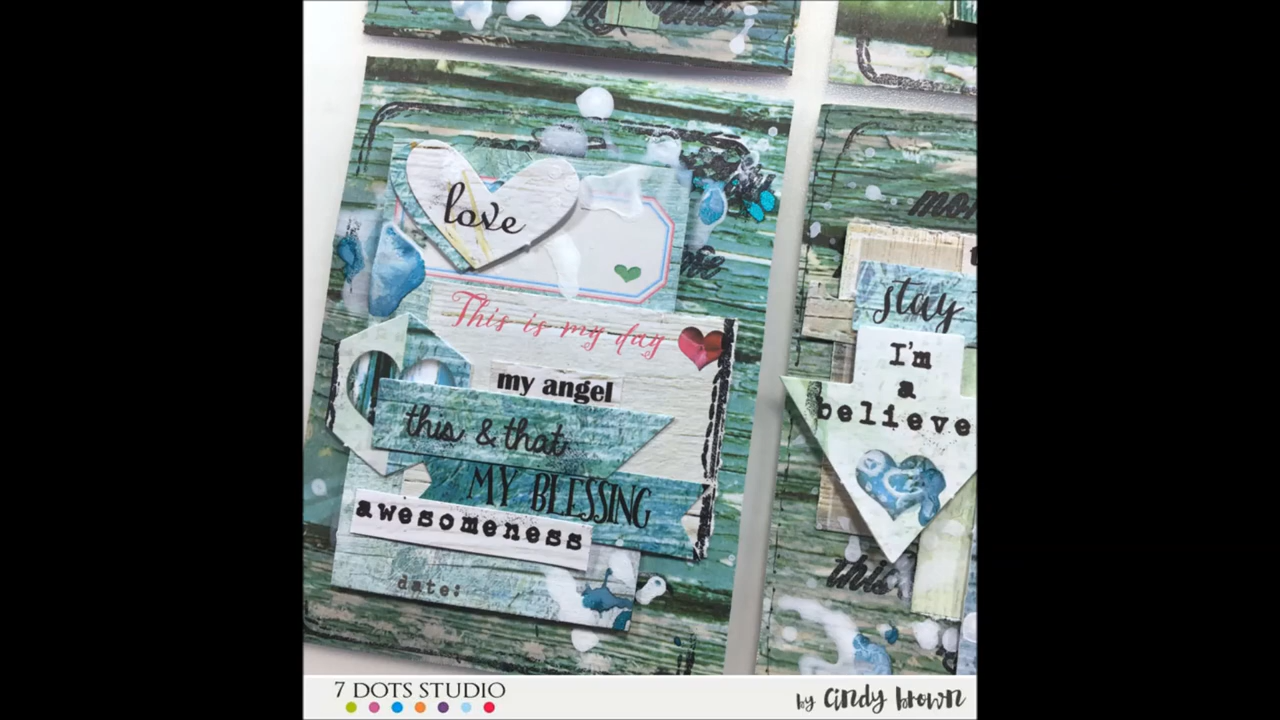 love
This is my day
my angel
this & that
MY BLESSING
awesomeness
date:
stay
I'm
a
believe
this
7 DOTS STUDIO
by cindy brown